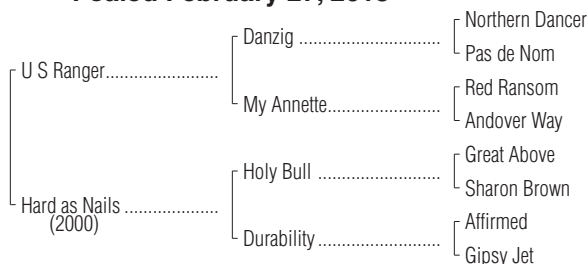 Foaled February 27,
Northern Dancer
Danzig ................................
Pas de Nom
U S Ranger.........................
Red Ransom
My Annette..........................
Andover Way
Great Above
Holy Bull .............................
Sharon Brown
Hard as Nails .....................
(2000)
Affirmed
Durability............................
Gipsy Jet